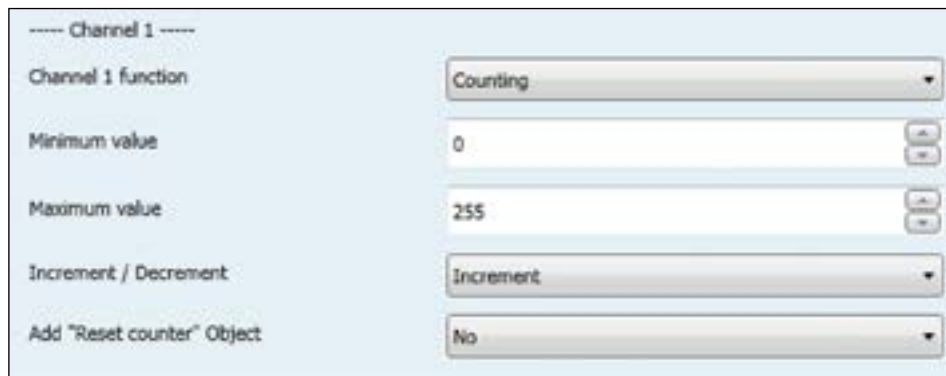 ----- Channel 1 -----
Channel 1 function Counting
Minimum value 0
Maximum value 255
Increment / Decrement Increment
Add "Reset counter" Object No